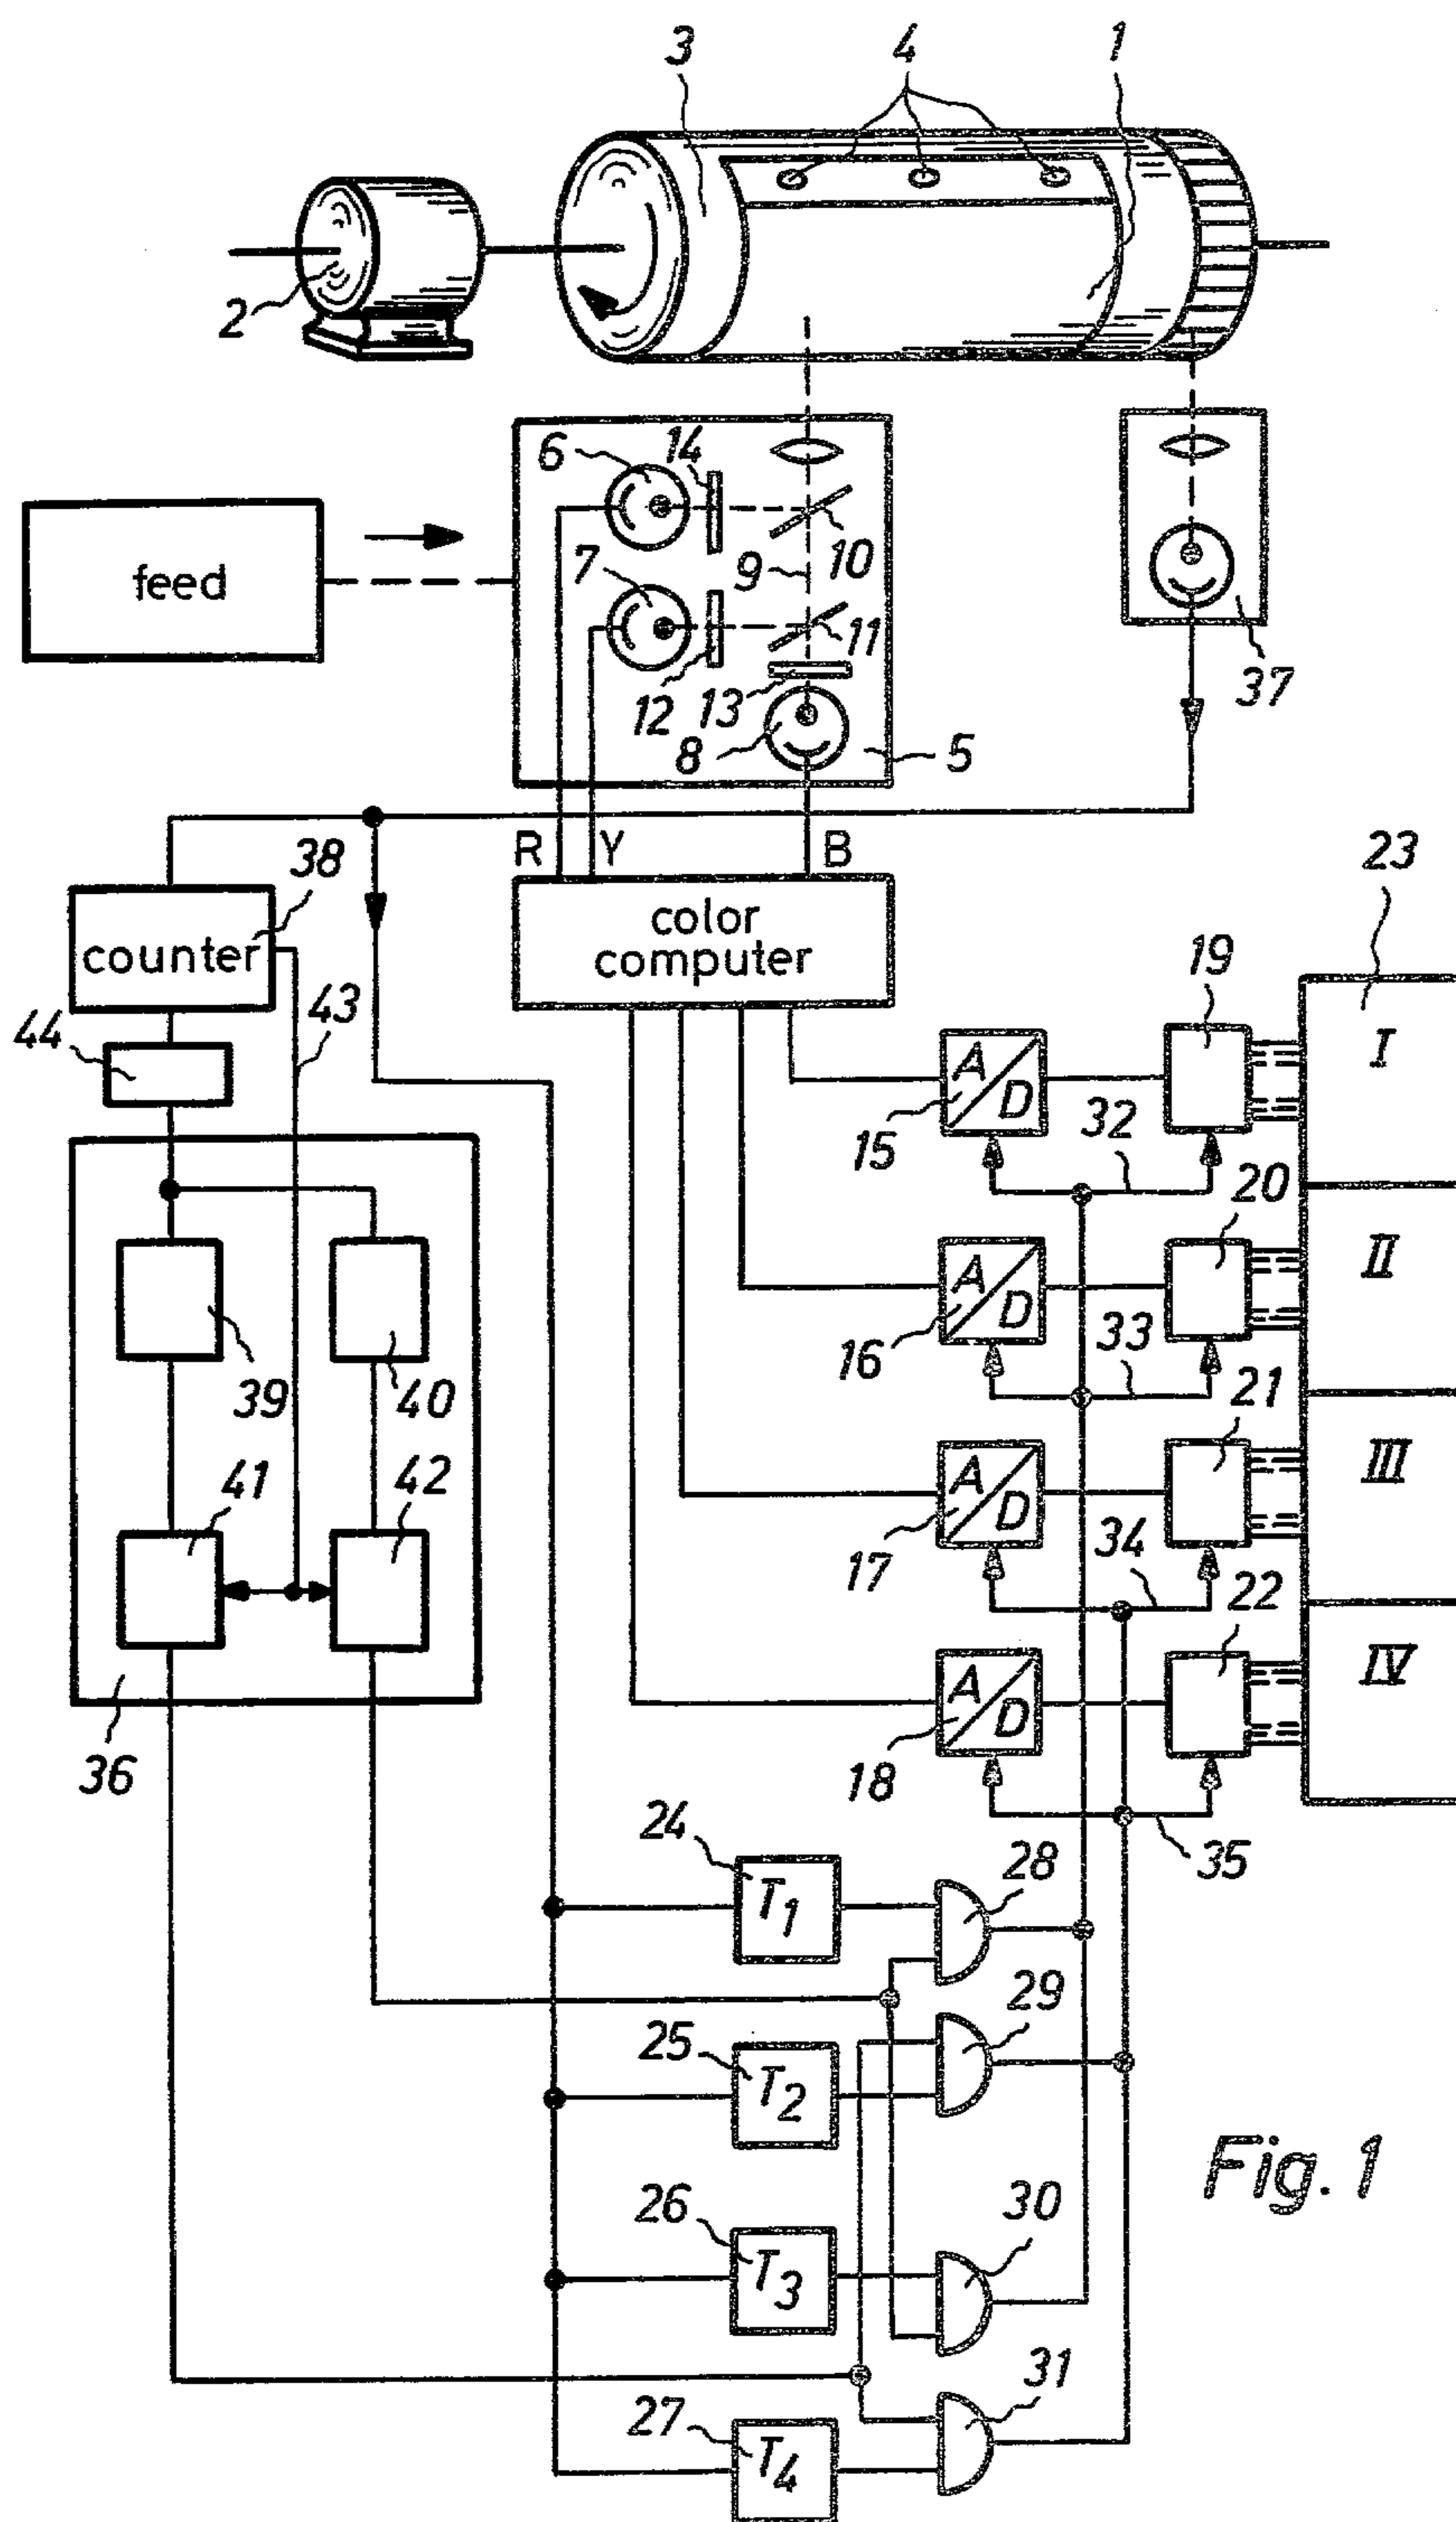 3 4 1
2
6 14
feed
7 9 10
11
12 13
8 5
37
R Y B
38
counter
color
computer
23
43
44
19
I
A/D
15
32
20
II
A/D
16
33
39 40
21
III
41 42
A/D
17
34
22
IV
A/D
18
36
35
24
T1
28
25
T2
29
26
T3
30
27
T4
31
Fig. 1